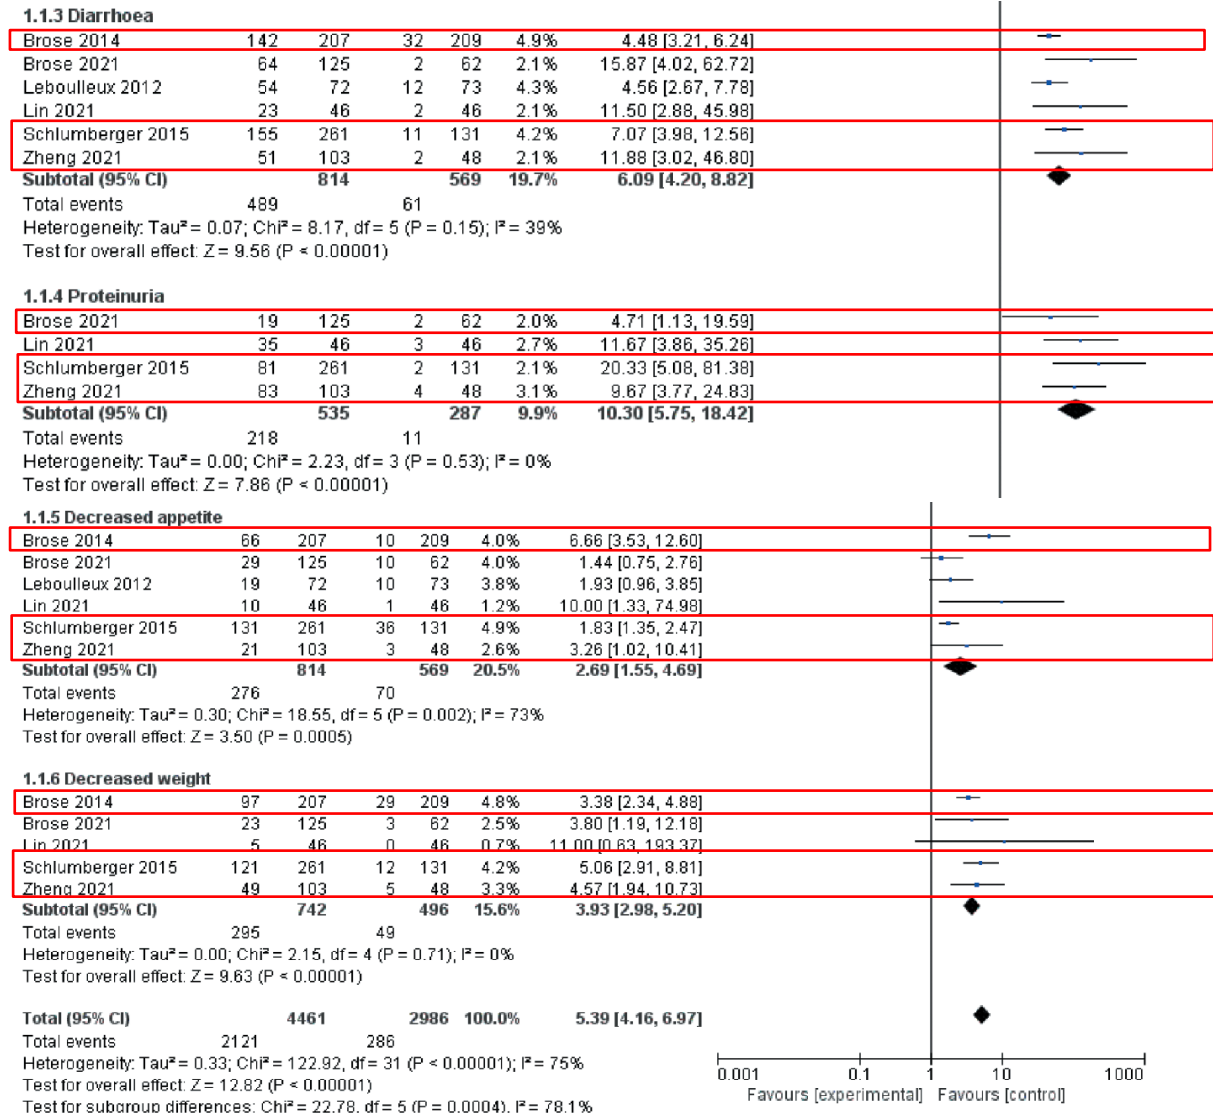 1.1.3 Diarrhoea
Brose 2014 142 207 32 209 4.9% 4.48 [3.21, 6.24]
Brose 2021 64 125 2 62 2.1% 15.87 [4.02, 62.72]
Leboulleux 2012 54 72 12 73 4.3% 4.56 [2.67, 7.78]
Lin 2021 23 46 2 46 2.1% 11.50 [2.88, 45.98]
Schlumberger 2015 155 261 11 131 4.2% 7.07 [3.98, 12.56]
Zheng 2021 51 103 2 48 2.1% 11.88 [3.02, 46.80]
Subtotal (95% CI) 814 569 19.7% 6.09 [4.20, 8.82]
Total events 489 61
Heterogeneity: Tau² = 0.07; Chi² = 8.17, df = 5 (P = 0.15); I² = 39%
Test for overall effect: Z = 9.56 (P < 0.00001)
1.1.4 Proteinuria
Brose 2021 19 125 2 62 2.0% 4.71 [1.13, 19.59]
Lin 2021 35 46 3 46 2.7% 11.67 [3.86, 35.26]
Schlumberger 2015 81 261 2 131 2.1% 20.33 [5.08, 81.38]
Zheng 2021 83 103 4 48 3.1% 9.67 [3.77, 24.83]
Subtotal (95% CI) 535 287 9.9% 10.30 [5.75, 18.42]
Total events 218 11
Heterogeneity: Tau² = 0.00; Chi² = 2.23, df = 3 (P = 0.53); I² = 0%
Test for overall effect: Z = 7.86 (P < 0.00001)
1.1.5 Decreased appetite
Brose 2014 66 207 10 209 4.0% 6.66 [3.53, 12.60]
Brose 2021 29 125 10 62 4.0% 1.44 [0.75, 2.76]
Leboulleux 2012 19 72 10 73 3.8% 1.93 [0.96, 3.85]
Lin 2021 10 46 1 46 1.2% 10.00 [1.33, 74.98]
Schlumberger 2015 131 261 36 131 4.9% 1.83 [1.35, 2.47]
Zheng 2021 21 103 3 48 2.6% 3.26 [1.02, 10.41]
Subtotal (95% CI) 814 569 20.5% 2.69 [1.55, 4.69]
Total events 276 70
Heterogeneity: Tau² = 0.30; Chi² = 18.55, df = 5 (P = 0.002); I² = 73%
Test for overall effect: Z = 3.50 (P = 0.0005)
1.1.6 Decreased weight
Brose 2014 97 207 29 209 4.8% 3.38 [2.34, 4.88]
Brose 2021 23 125 3 62 2.5% 3.80 [1.19, 12.18]
Lin 2021 5 46 0 46 0.7% 11.00 [0.63, 193.37]
Schlumberger 2015 121 261 12 131 4.2% 5.06 [2.91, 8.81]
Zheng 2021 49 103 5 48 3.3% 4.57 [1.94, 10.73]
Subtotal (95% CI) 742 496 15.6% 3.93 [2.98, 5.20]
Total events 295 49
Heterogeneity: Tau² = 0.00; Chi² = 2.15, df = 4 (P = 0.71); I² = 0%
Test for overall effect: Z = 9.63 (P < 0.00001)
Total (95% CI) 4461 2986 100.0% 5.39 [4.16, 6.97]
Total events 2121 286
Heterogeneity: Tau² = 0.33; Chi² = 122.92, df = 31 (P < 0.00001); I² = 75%
Test for overall effect: Z = 12.82 (P < 0.00001)
Test for subgroup differences: Chi² = 22.78, df = 5 (P = 0.0004), I² = 78.1%
0.001 0.1 1 10 1000
Favours [experimental] Favours [control]